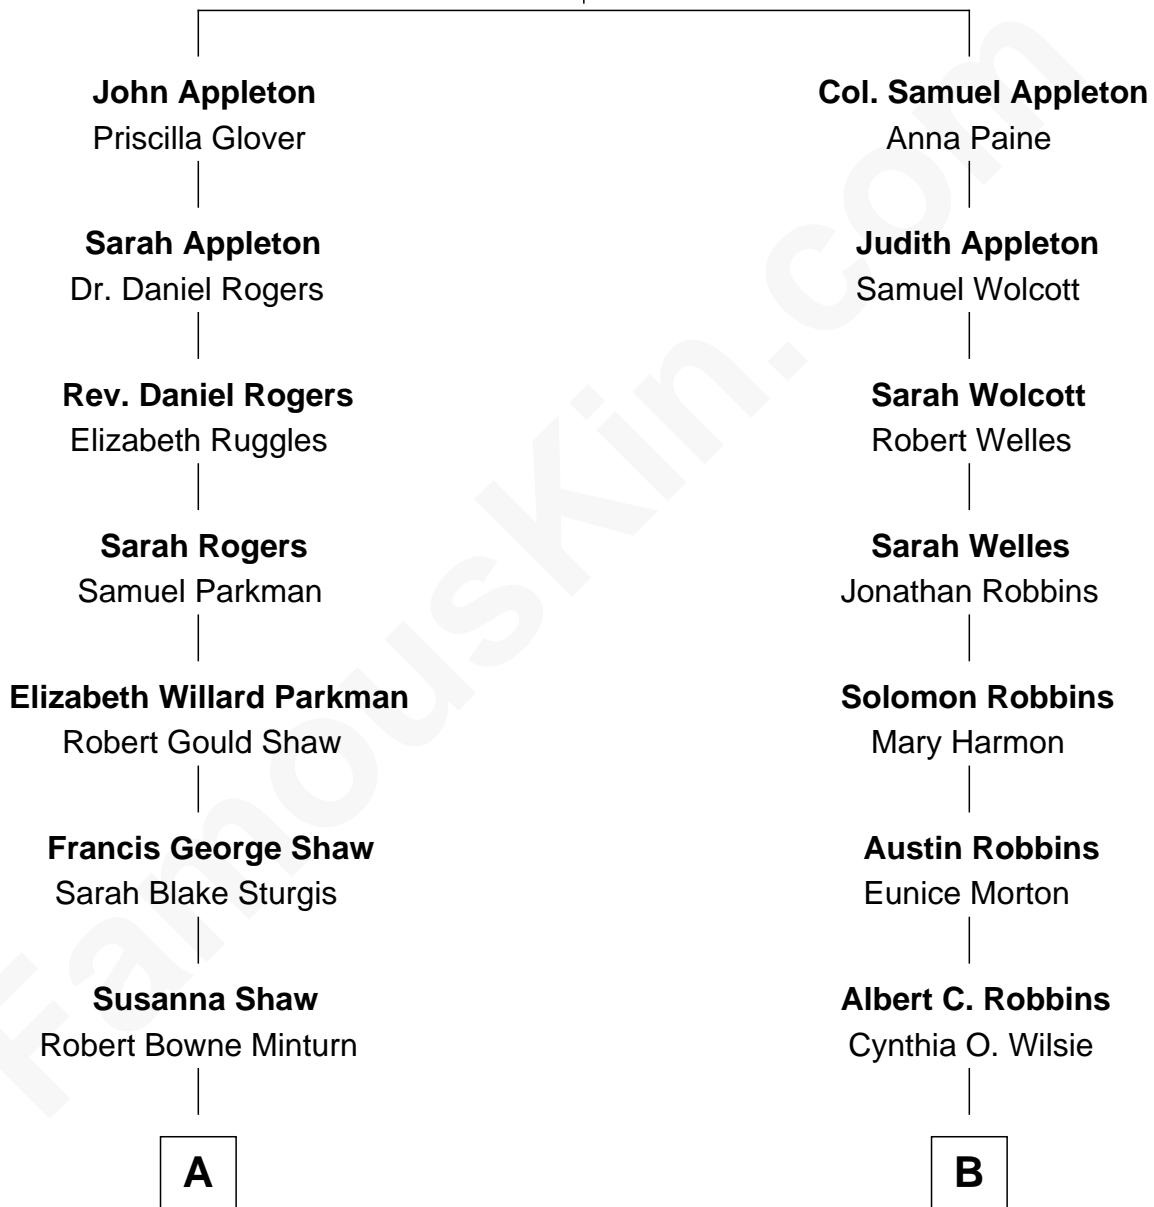 John Appleton
Priscilla Glover
Sarah Appleton
Dr. Daniel Rogers
Rev. Daniel Rogers
Elizabeth Ruggles
Sarah Rogers
Samuel Parkman
Elizabeth Willard Parkman
Robert Gould Shaw
Francis George Shaw
Sarah Blake Sturgis
Susanna Shaw
Robert Bowne Minturn
A
Col. Samuel Appleton
Anna Paine
Judith Appleton
Samuel Wolcott
Sarah Wolcott
Robert Welles
Sarah Welles
Jonathan Robbins
Solomon Robbins
Mary Harmon
Austin Robbins
Eunice Morton
Albert C. Robbins
Cynthia O. Wilsie
B
FamousKin.com